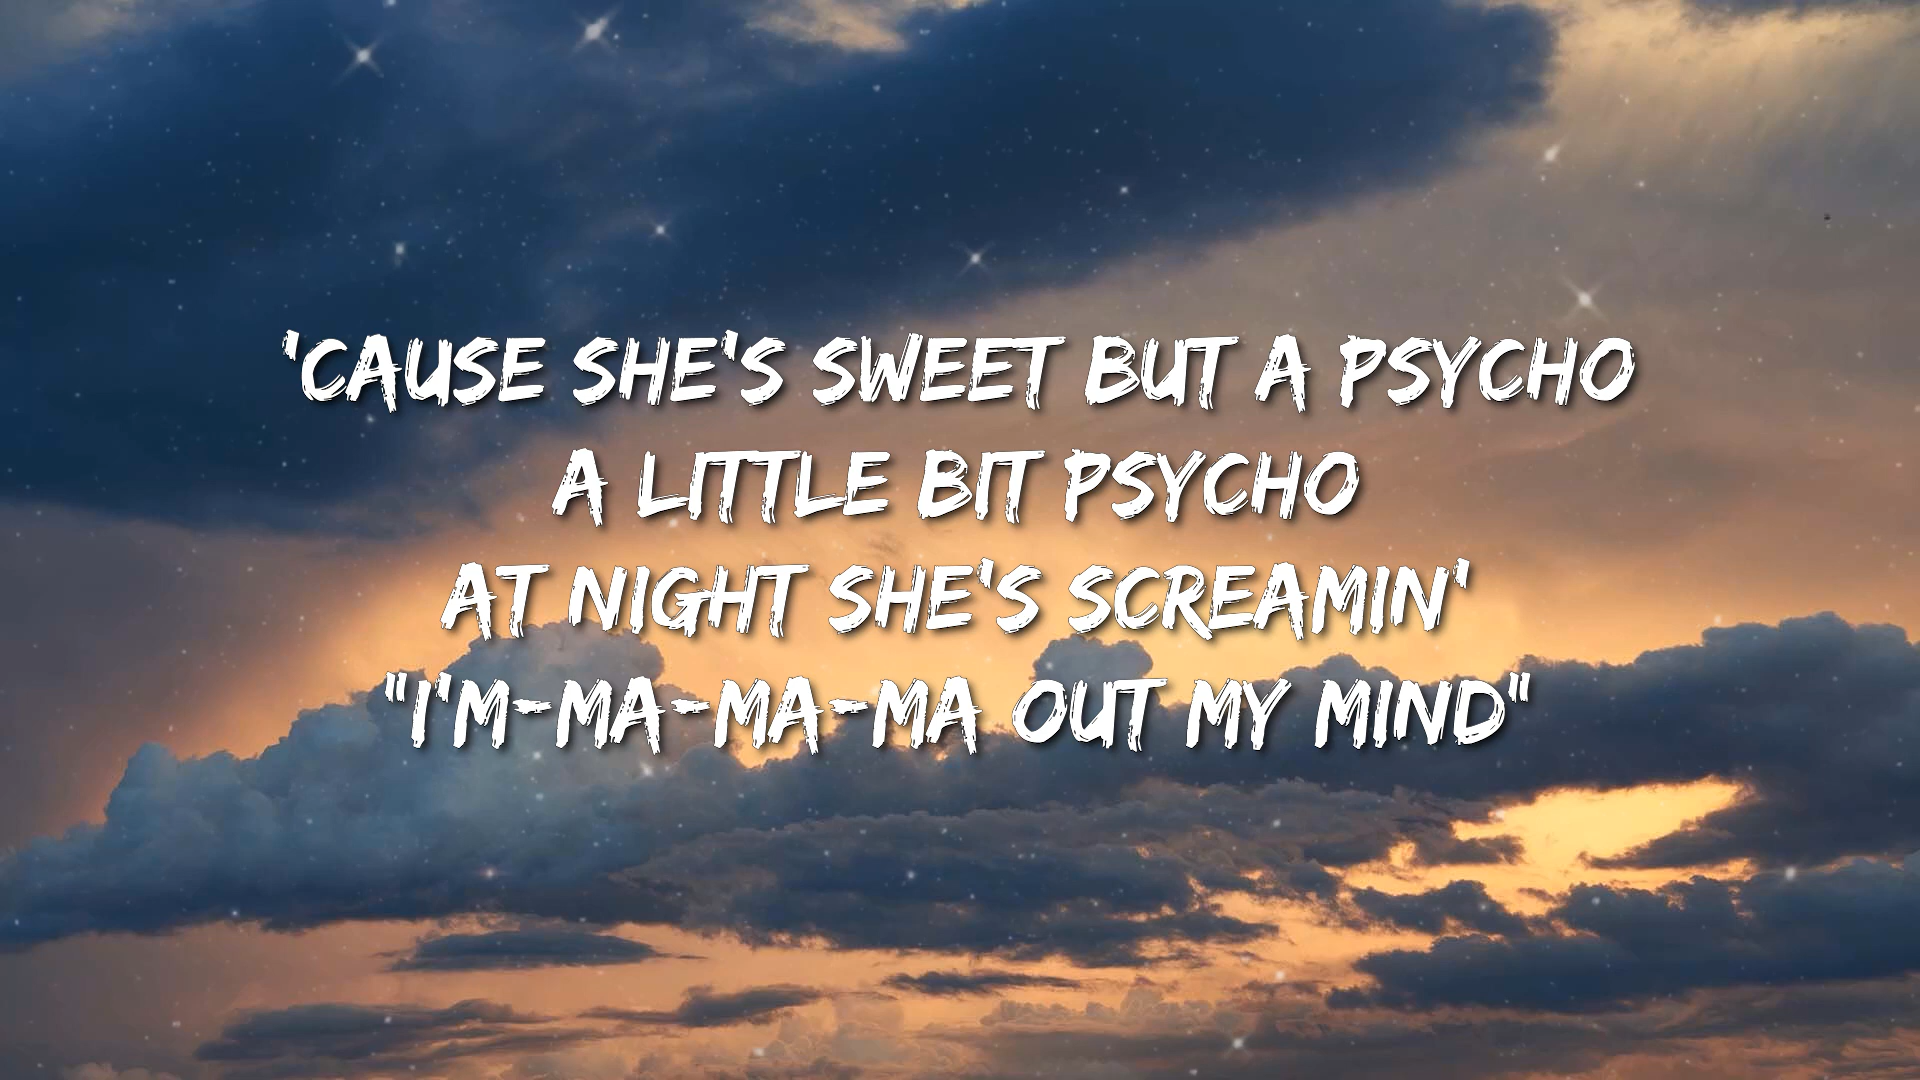 'CAUSE SHE'S SWEET BUT A PSYCHO
A LITTLE BIT PSYCHO
AT NIGHT SHE'S SCREAMIN'
"I'M-MA-MA-MA OUT MY MIND"